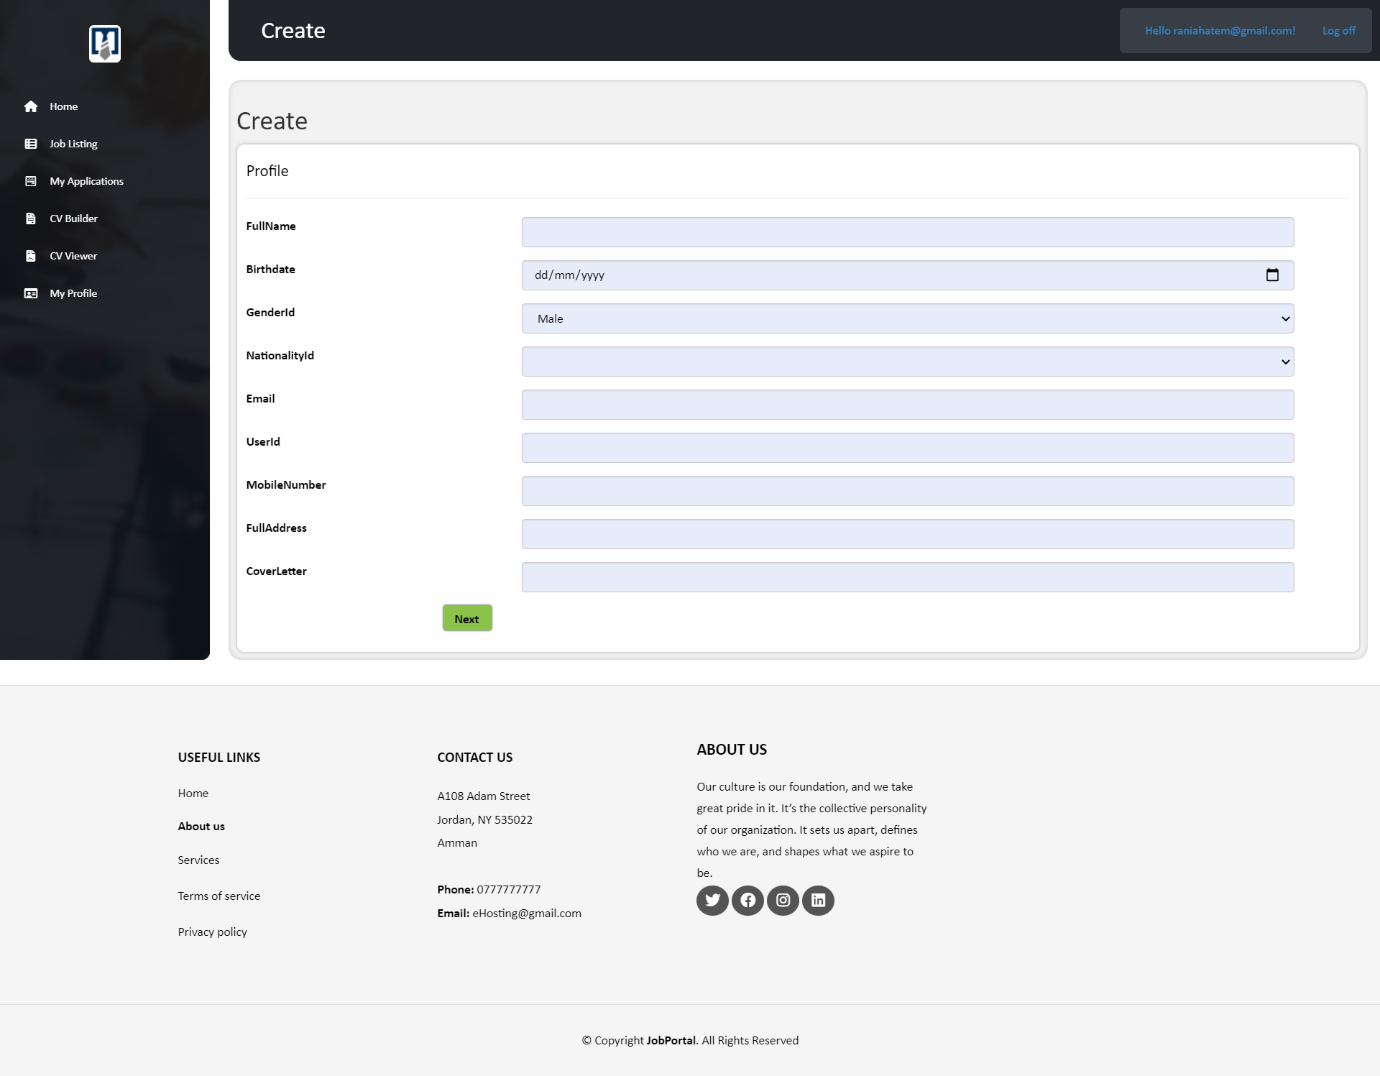 Home
Job Listing
My Applications
CV Builder
CV Viewer
My Profile
Create
Hello raniahatem@gmail.com!
Log off
Create
Profile
FullName
Birthdate
dd/mm/yyyy
GenderId
Male
NationalityId
Email
UserId
MobileNumber
FullAddress
CoverLetter
Next
USEFUL LINKS
Home
About us
Services
Terms of service
Privacy policy
CONTACT US
A108 Adam Street
Jordan, NY 535022
Amman
Phone: 0777777777
Email: eHosting@gmail.com
ABOUT US
Our culture is our foundation, and we take
great pride in it. It’s the collective personality
of our organization. It sets us apart, defines
who we are, and shapes what we aspire to
be.
© Copyright JobPortal. All Rights Reserved